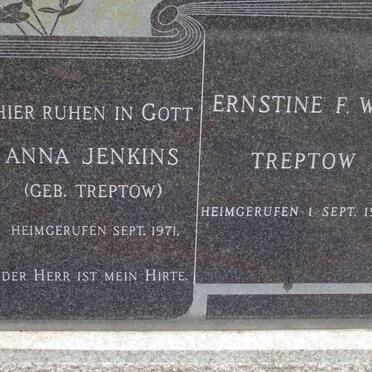 HIER RUHEN IN GOTT
ANNA JENKINS
(GEB. TREPTOW)
HEIMGERUFEN SEPT. 1971.
DER HERR IST MEIN HIRTE.
ERNSTINE F. W
TREPTOW
HEIMGERUFEN 1 SEPT. 19